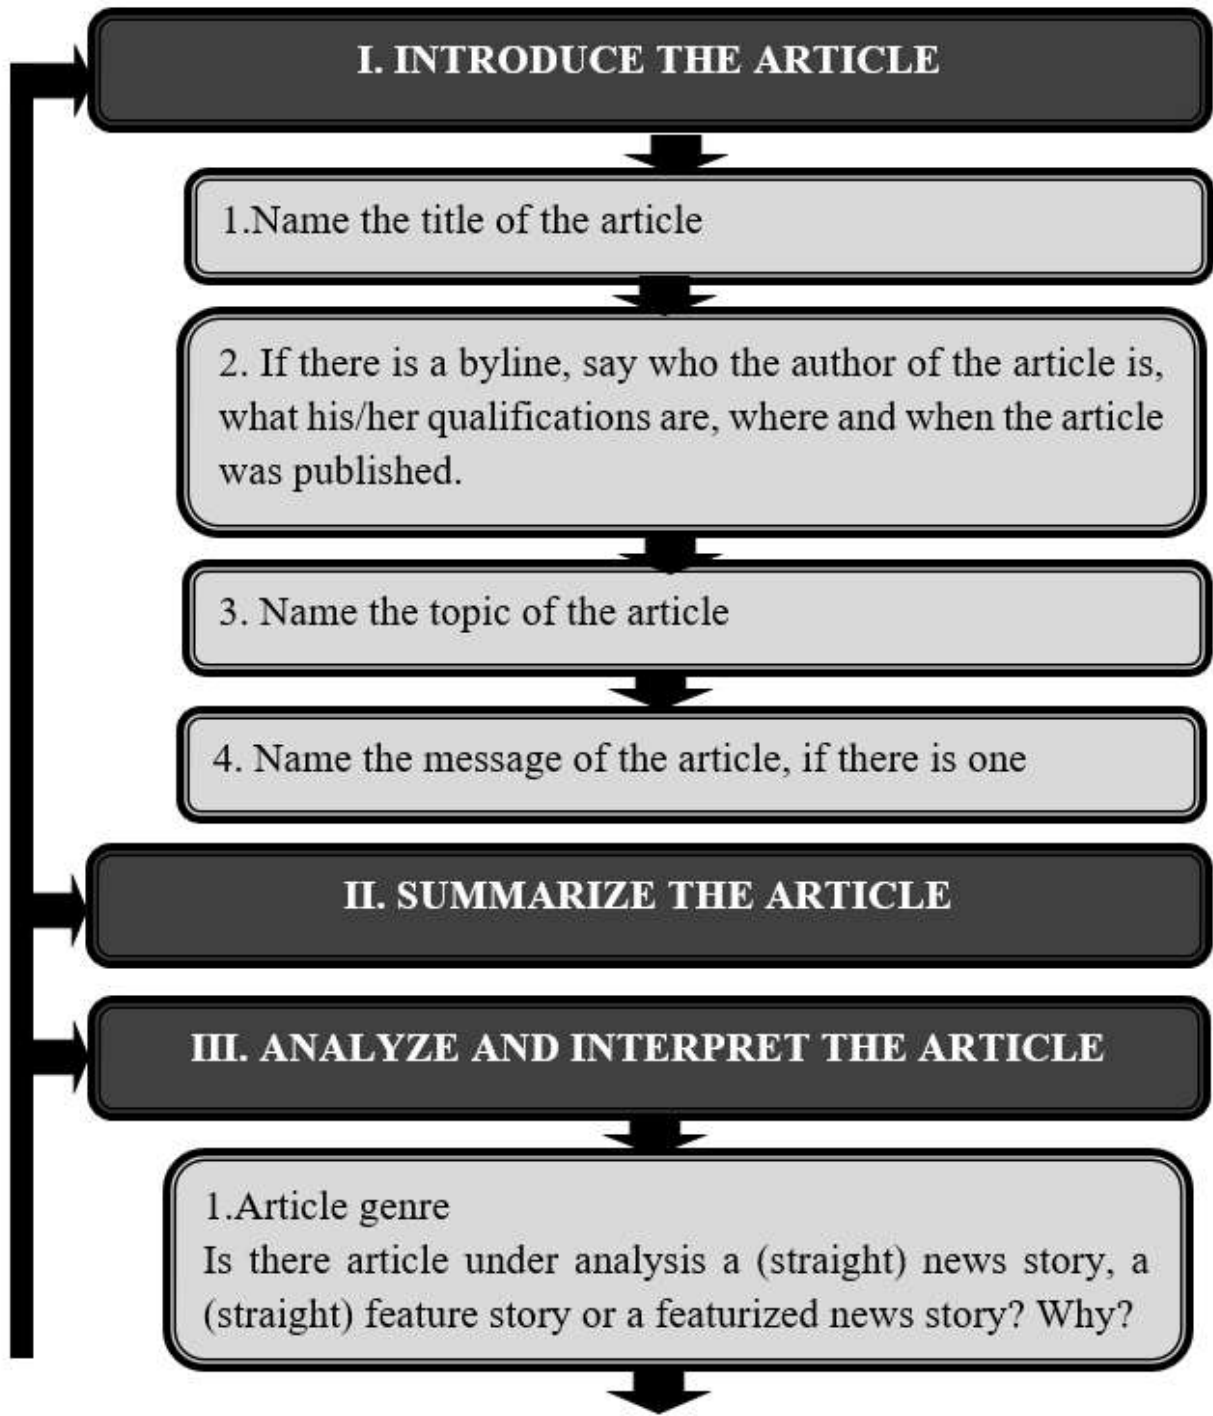 I. INTRODUCE THE ARTICLE
1.Name the title of the article
2. If there is a byline, say who the author of the article is,
what his/her qualifications are, where and when the article
was published.
3. Name the topic of the article
4. Name the message of the article, if there is one
II. SUMMARIZE THE ARTICLE
III. ANALYZE AND INTERPRET THE ARTICLE
1.Article genre
Is there article under analysis a (straight) news story, a
(straight) feature story or a featurized news story? Why?